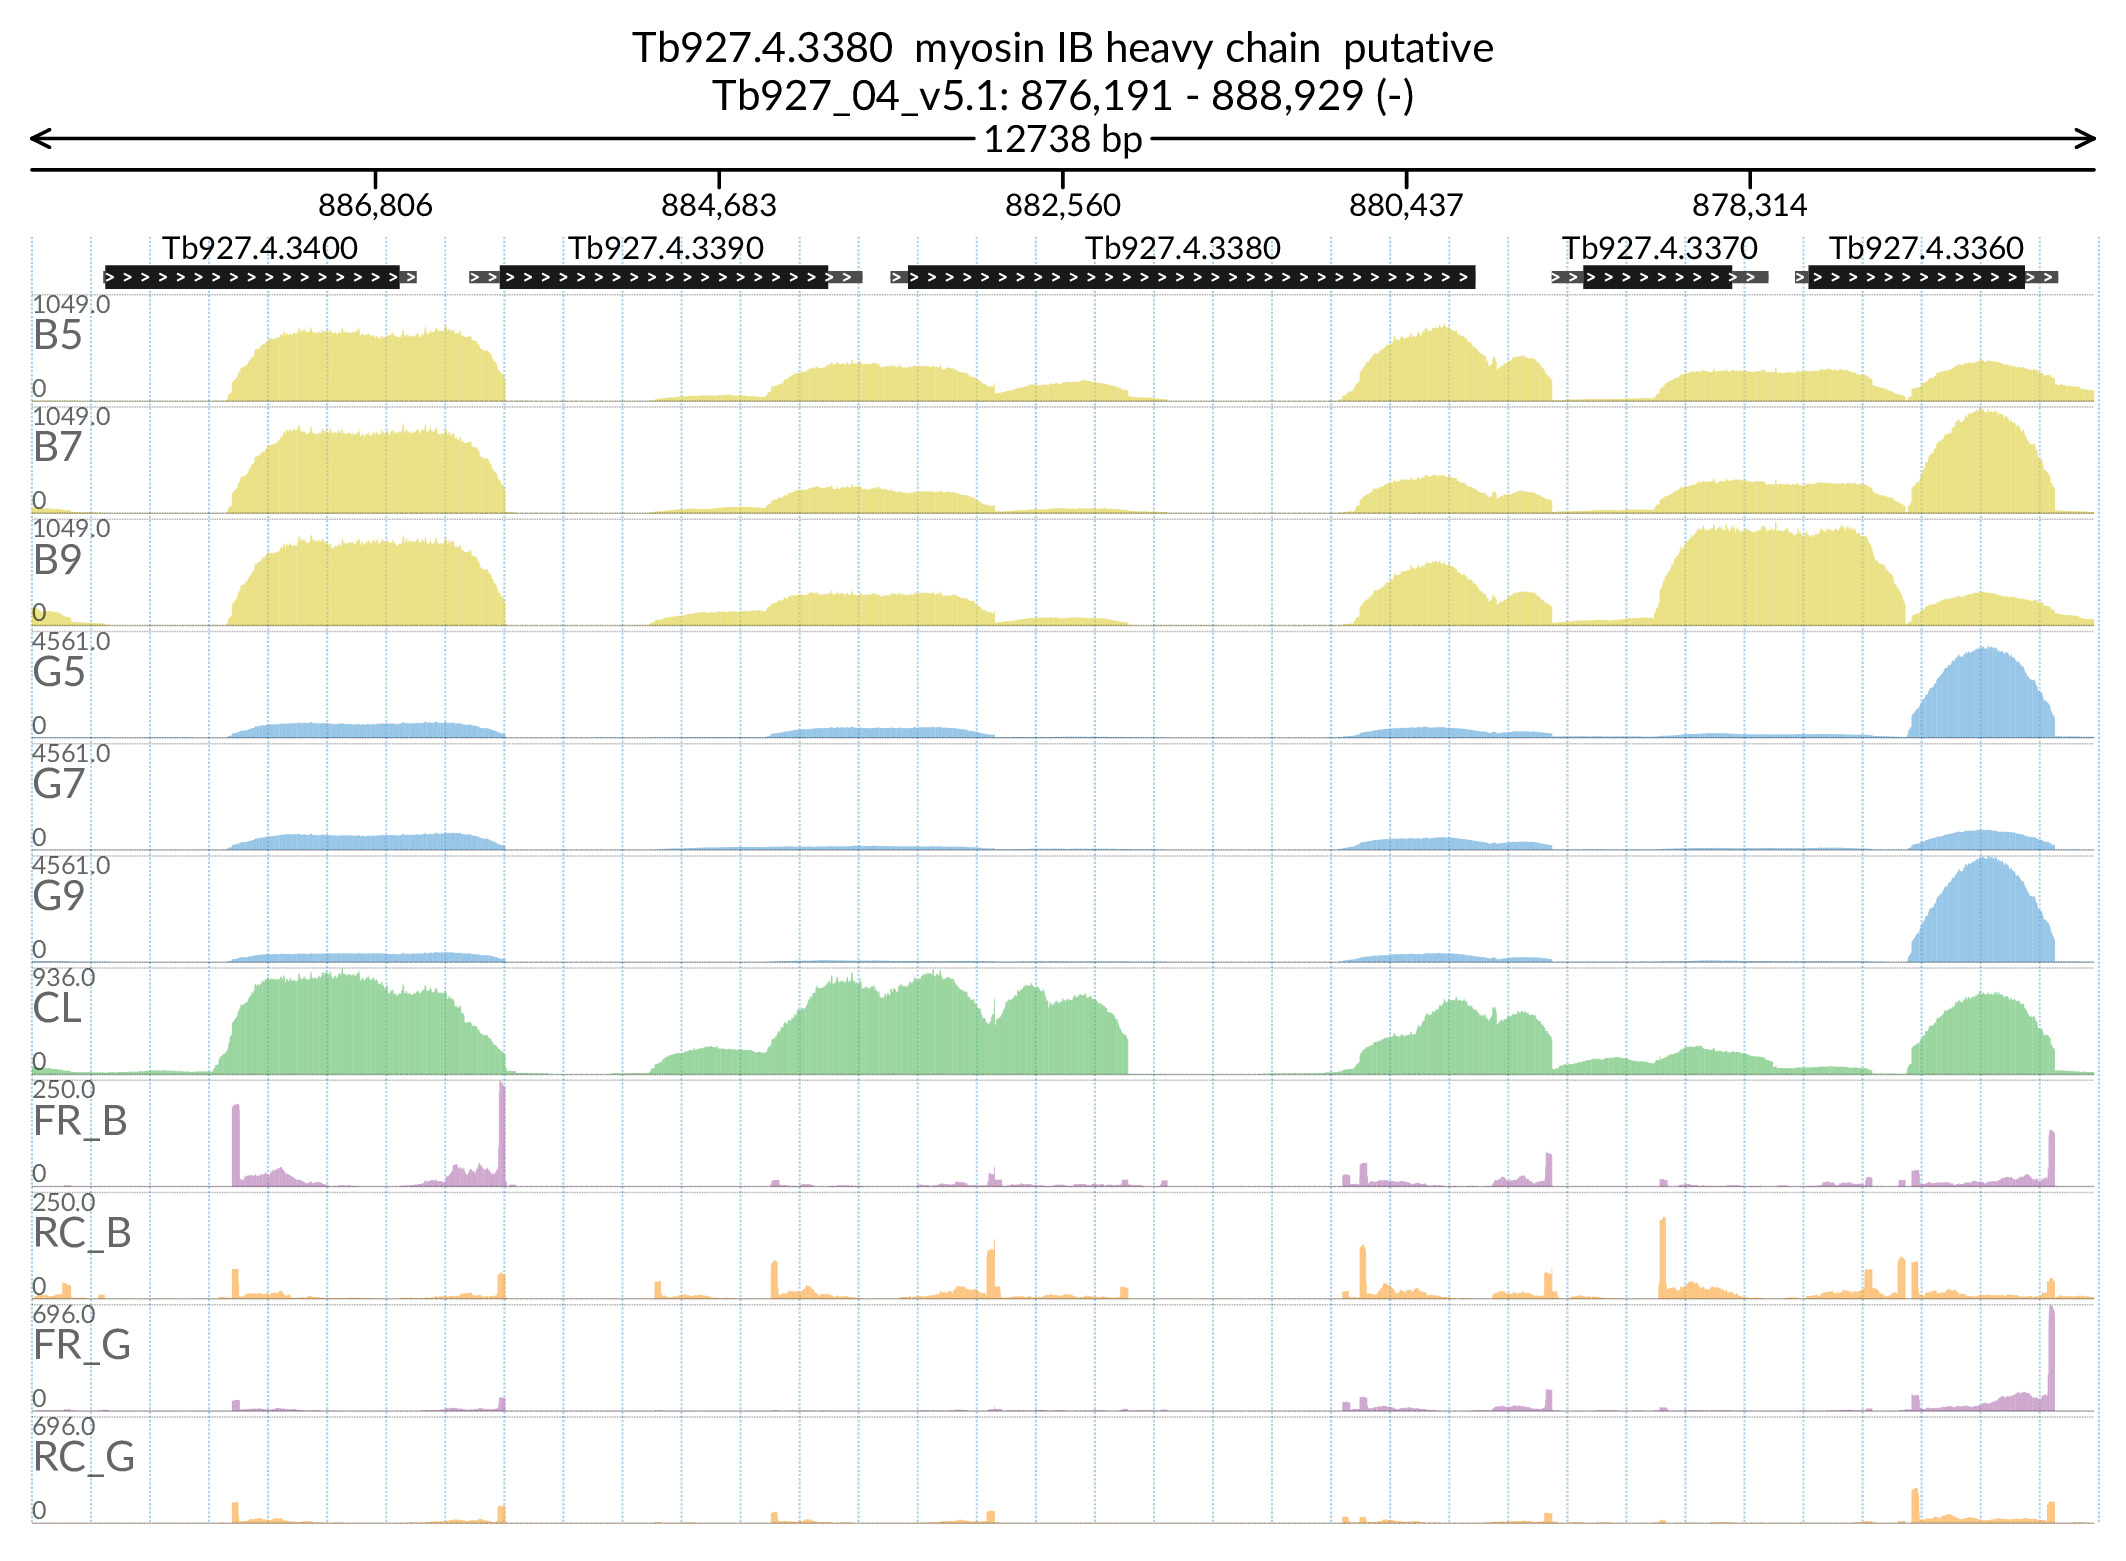 Tb927.4.3380  myosin IB heavy chain  putative
Tb927_04_v5.1: 876,191 - 888,929 (-)
12738 bp
886,806 884,683 882,560 880,437 878,314
Tb927.4.3400 Tb927.4.3390 Tb927.4.3380 Tb927.4.3370 Tb927.4.3360
1049.0
B5
0
1049.0
B7
0
1049.0
B9
0
4561.0
G5
0
4561.0
G7
0
4561.0
G9
0
936.0
CL
0
250.0
FR_B
0
250.0
RC_B
0
696.0
FR_G
0
696.0
RC_G
0